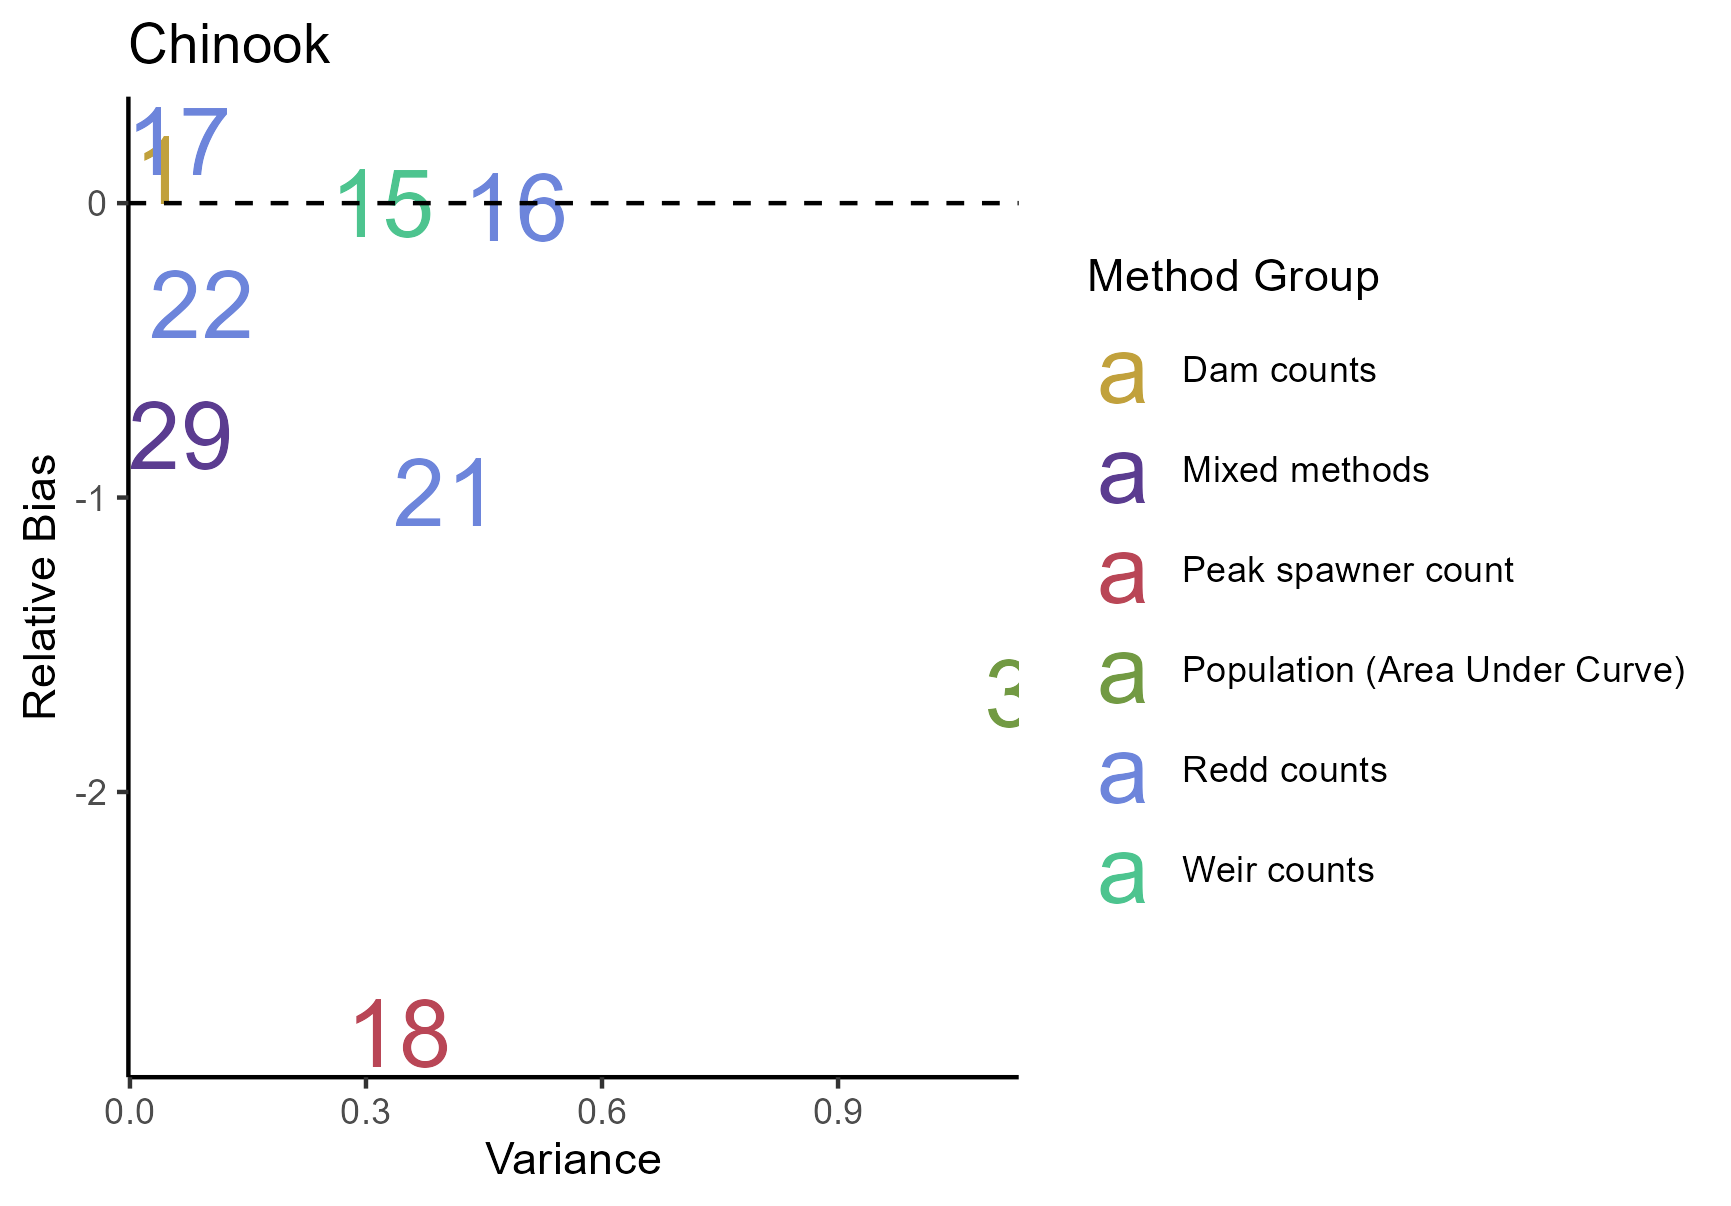 Chinook
17
1
0
15
16
22
29
21
-1
Relative Bias
3
-2
18
0.0 0.3 0.6 0.9
Variance
Method Group
a Dam counts
a Mixed methods
a Peak spawner count
a Population (Area Under Curve)
a Redd counts
a Weir counts